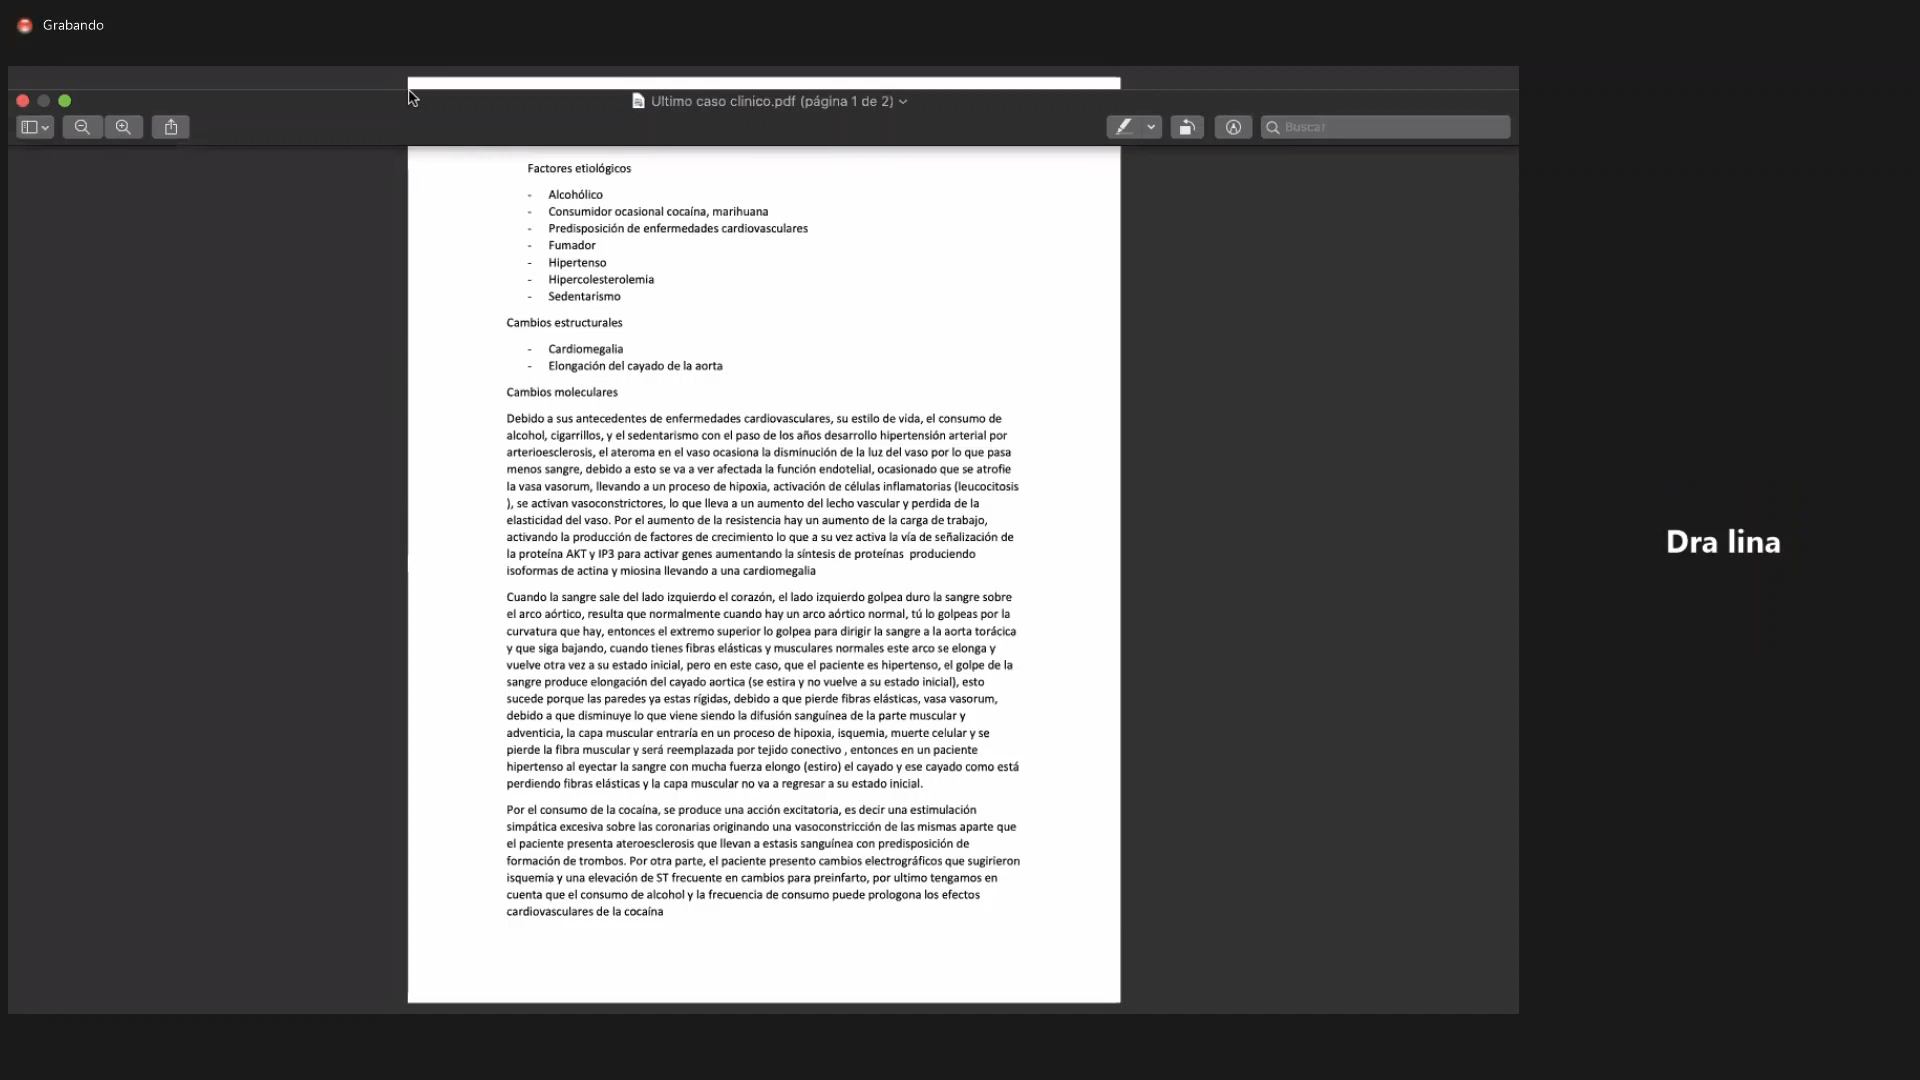 Grabando
Ultimo caso clinico.pdf (página 1 de 2)
Buscar
Factores etiológicos
- Alcohólico
- Consumidor ocasional cocaína, marihuana
- Predisposición de enfermedades cardiovasculares
- Fumador
- Hipertenso
- Hipercolesterolemia
- Sedentarismo
Cambios estructurales
- Cardiomegalia
- Elongación del cayado de la aorta
Cambios moleculares
Debido a sus antecedentes de enfermedades cardiovasculares, su estilo de vida, el consumo de
alcohol, cigarrillos, y el sedentarismo con el paso de los años desarrollo hipertensión arterial por
arterioesclerosis, el ateroma en el vaso ocasiona la disminución de la luz del vaso por lo que pasa
menos sangre, debido a esto se va a ver afectada la función endotelial, ocasionado que se atrofie
la vasa vasorum, llevando a un proceso de hipoxia, activación de células inflamatorias (leucocitosis
), se activan vasoconstrictores, lo que lleva a un aumento del lecho vascular y perdida de la
elasticidad del vaso. Por el aumento de la resistencia hay un aumento de la carga de trabajo,
activando la producción de factores de crecimiento lo que a su vez activa la vía de señalización de
la proteína AKT y IP3 para activar genes aumentando la síntesis de proteínas  produciendo
isoformas de actina y miosina llevando a una cardiomegalia
Cuando la sangre sale del lado izquierdo el corazón, el lado izquierdo golpea duro la sangre sobre
el arco aórtico, resulta que normalmente cuando hay un arco aórtico normal, tú lo golpeas por la
curvatura que hay, entonces el extremo superior lo golpea para dirigir la sangre a la aorta torácica
y que siga bajando, cuando tienes fibras elásticas y musculares normales este arco se elonga y
vuelve otra vez a su estado inicial, pero en este caso, que el paciente es hipertenso, el golpe de la
sangre produce elongación del cayado aortica (se estira y no vuelve a su estado inicial), esto
sucede porque las paredes ya estas rígidas, debido a que pierde fibras elásticas, vasa vasorum,
debido a que disminuye lo que viene siendo la difusión sanguínea de la parte muscular y
adventicia, la capa muscular entraría en un proceso de hipoxia, isquemia, muerte celular y se
pierde la fibra muscular y será reemplazada por tejido conectivo , entonces en un paciente
hipertenso al eyectar la sangre con mucha fuerza elongo (estiro) el cayado y ese cayado como está
perdiendo fibras elásticas y la capa muscular no va a regresar a su estado inicial.
Por el consumo de la cocaína, se produce una acción excitatoria, es decir una estimulación
simpática excesiva sobre las coronarias originando una vasoconstricción de las mismas aparte que
el paciente presenta ateroesclerosis que llevan a estasis sanguínea con predisposición de
formación de trombos. Por otra parte, el paciente presento cambios electrográficos que sugirieron
isquemia y una elevación de ST frecuente en cambios para preinfarto, por ultimo tengamos en
cuenta que el consumo de alcohol y la frecuencia de consumo puede prologona los efectos
cardiovasculares de la cocaína
Dra lina